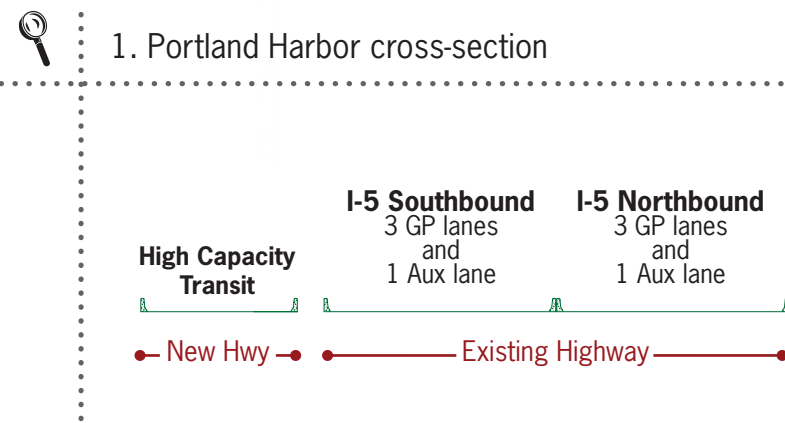 1. Portland Harbor cross-section
High Capacity
Transit
I-5 Southbound
3 GP lanes
and
1 Aux lane
I-5 Northbound
3 GP lanes
and
1 Aux lane
New Hwy
Existing Highway